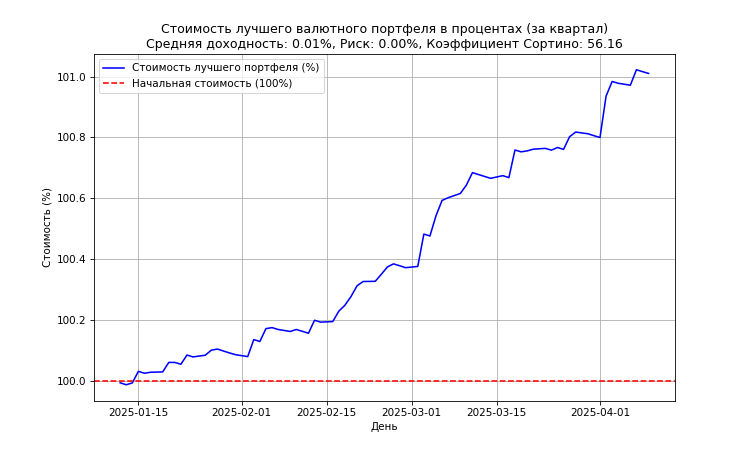 Стоимость лучшего валютного портфеля в процентах (за квартал)
Средняя доходность: 0.01%, Риск: 0.00%, Коэффициент Сортино: 56.16
Стоимость лучшего портфеля (%)
Начальная стоимость (100%)
Стоимость (%)
101.0
100.8
100.6
100.4
100.2
100.0
2025-01-15
2025-02-01
2025-02-15
2025-03-01
2025-03-15
2025-04-01
День